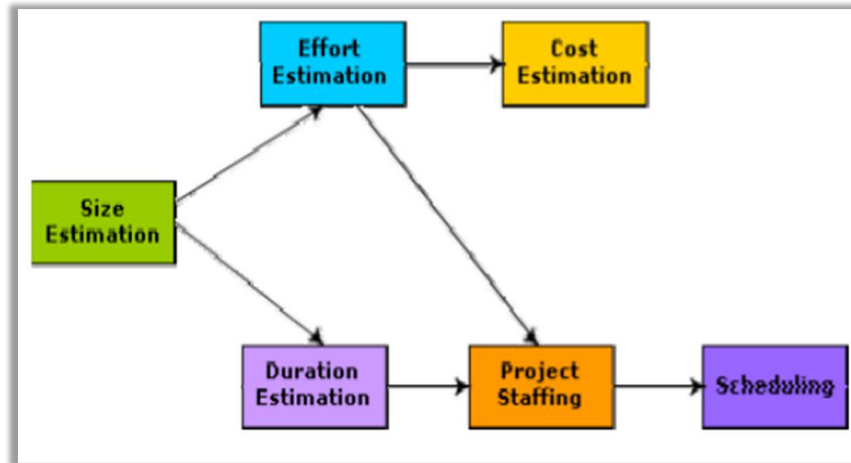 Effort
Estimation
Cost
Estimation
Size
Estimation
Duration
Estimation
Project
Staffing
Scheduling